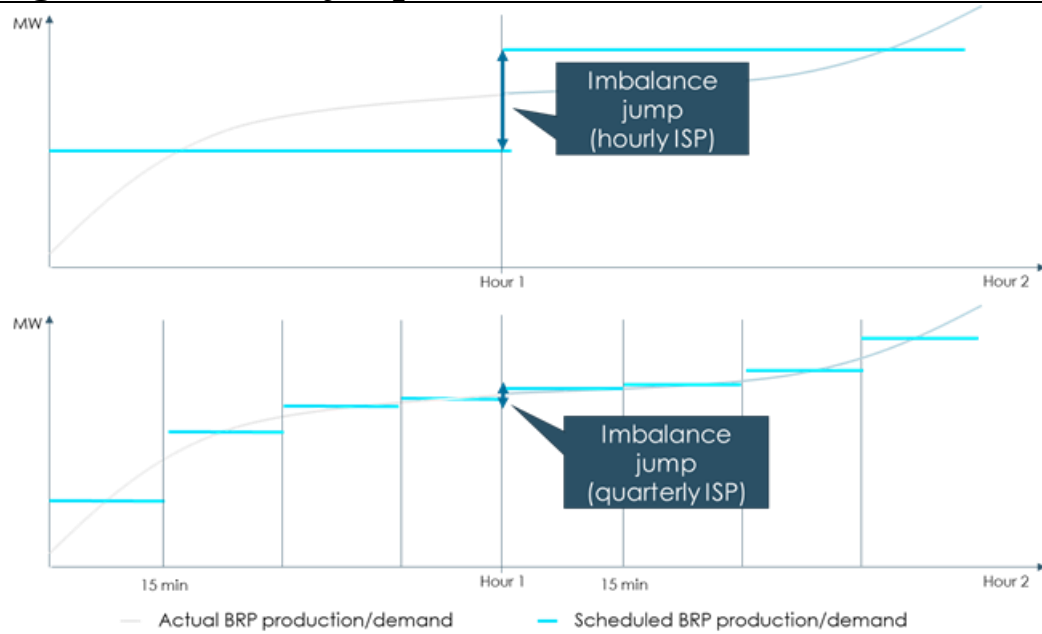 MW
Imbalance
jump
(hourly ISP)
Hour 1
Hour 2
MW
Imbalance
jump
(quarterly ISP)
15 min
Hour 1
15 min
Hour 2
Actual BRP production/demand
Scheduled BRP production/demand